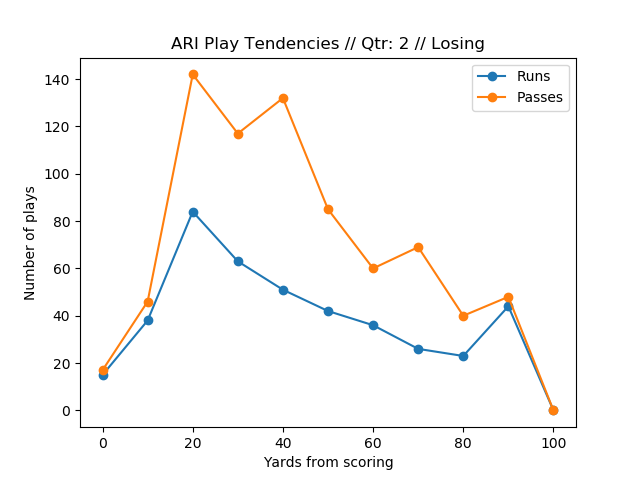 ARI Play Tendencies // Qtr: 2 // Losing
Runs
Passes
Number of plays
140
120
100
80
60
40
20
0
0 20 40 60 80 100
Yards from scoring